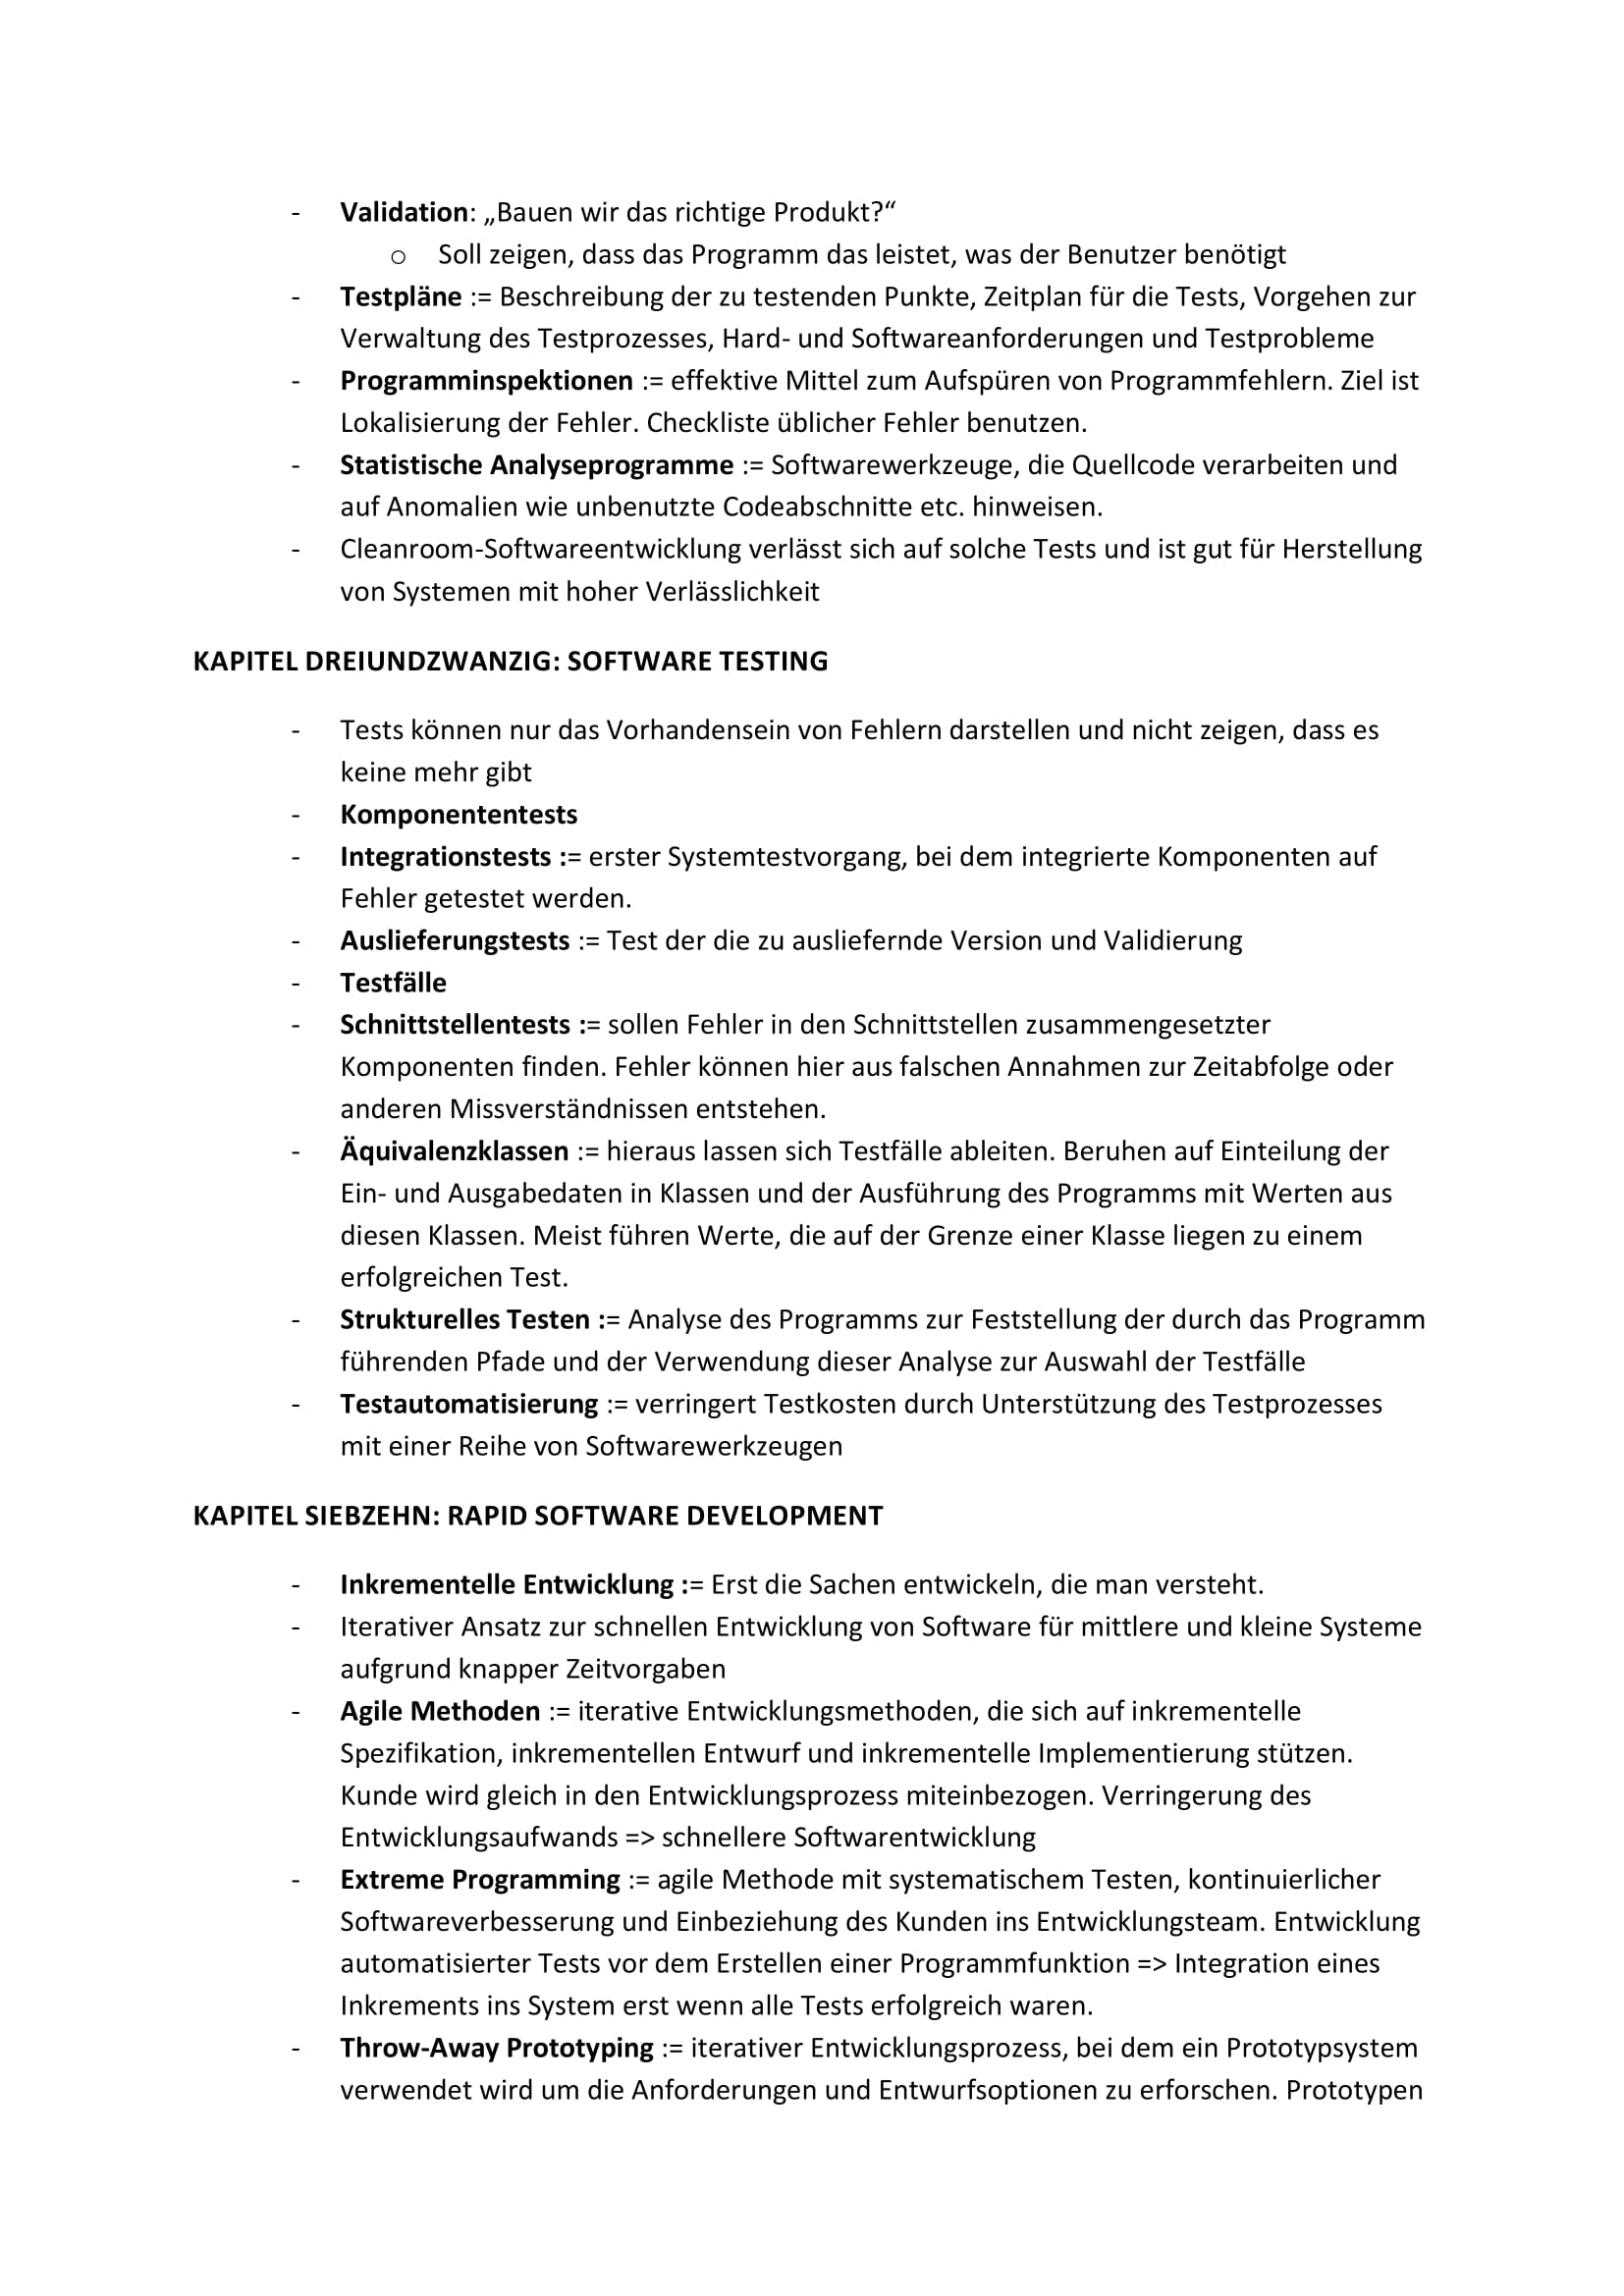 - Validation: „Bauen wir das richtige Produkt?“
o Soll zeigen, dass das Programm das leistet, was der Benutzer benötigt
- Testpläne := Beschreibung der zu testenden Punkte, Zeitplan für die Tests, Vorgehen zur
Verwaltung des Testprozesses, Hard- und Softwareanforderungen und Testprobleme
- Programminspektionen := effektive Mittel zum Aufspüren von Programmfehlern. Ziel ist
Lokalisierung der Fehler. Checkliste üblicher Fehler benutzen.
- Statistische Analyseprogramme := Softwarewerkzeuge, die Quellcode verarbeiten und
auf Anomalien wie unbenutzte Codeabschnitte etc. hinweisen.
- Cleanroom-Softwareentwicklung verlässt sich auf solche Tests und ist gut für Herstellung
von Systemen mit hoher Verlässlichkeit
KAPITEL DREIUNDZWANZIG: SOFTWARE TESTING
- Tests können nur das Vorhandensein von Fehlern darstellen und nicht zeigen, dass es
keine mehr gibt
- Komponententests
- Integrationstests := erster Systemtestvorgang, bei dem integrierte Komponenten auf
Fehler getestet werden.
- Auslieferungstests := Test der die zu ausliefernde Version und Validierung
- Testfälle
- Schnittstellentests := sollen Fehler in den Schnittstellen zusammengesetzter
Komponenten finden. Fehler können hier aus falschen Annahmen zur Zeitabfolge oder
anderen Missverständnissen entstehen.
- Äquivalenzklassen := hieraus lassen sich Testfälle ableiten. Beruhen auf Einteilung der
Ein- und Ausgabedaten in Klassen und der Ausführung des Programms mit Werten aus
diesen Klassen. Meist führen Werte, die auf der Grenze einer Klasse liegen zu einem
erfolgreichen Test.
- Strukturelles Testen := Analyse des Programms zur Feststellung der durch das Programm
führenden Pfade und der Verwendung dieser Analyse zur Auswahl der Testfälle
- Testautomatisierung := verringert Testkosten durch Unterstützung des Testprozesses
mit einer Reihe von Softwarewerkzeugen
KAPITEL SIEBZEHN: RAPID SOFTWARE DEVELOPMENT
- Inkrementelle Entwicklung := Erst die Sachen entwickeln, die man versteht.
- Iterativer Ansatz zur schnellen Entwicklung von Software für mittlere und kleine Systeme
aufgrund knapper Zeitvorgaben
- Agile Methoden := iterative Entwicklungsmethoden, die sich auf inkrementelle
Spezifikation, inkrementellen Entwurf und inkrementelle Implementierung stützen.
Kunde wird gleich in den Entwicklungsprozess miteinbezogen. Verringerung des
Entwicklungsaufwands => schnellere Softwarentwicklung
- Extreme Programming := agile Methode mit systematischem Testen, kontinuierlicher
Softwareverbesserung und Einbeziehung des Kunden ins Entwicklungsteam. Entwicklung
automatisierter Tests vor dem Erstellen einer Programmfunktion => Integration eines
Inkrements ins System erst wenn alle Tests erfolgreich waren.
- Throw-Away Prototyping := iterativer Entwicklungsprozess, bei dem ein Prototypsystem
verwendet wird um die Anforderungen und Entwurfsoptionen zu erforschen. Prototypen